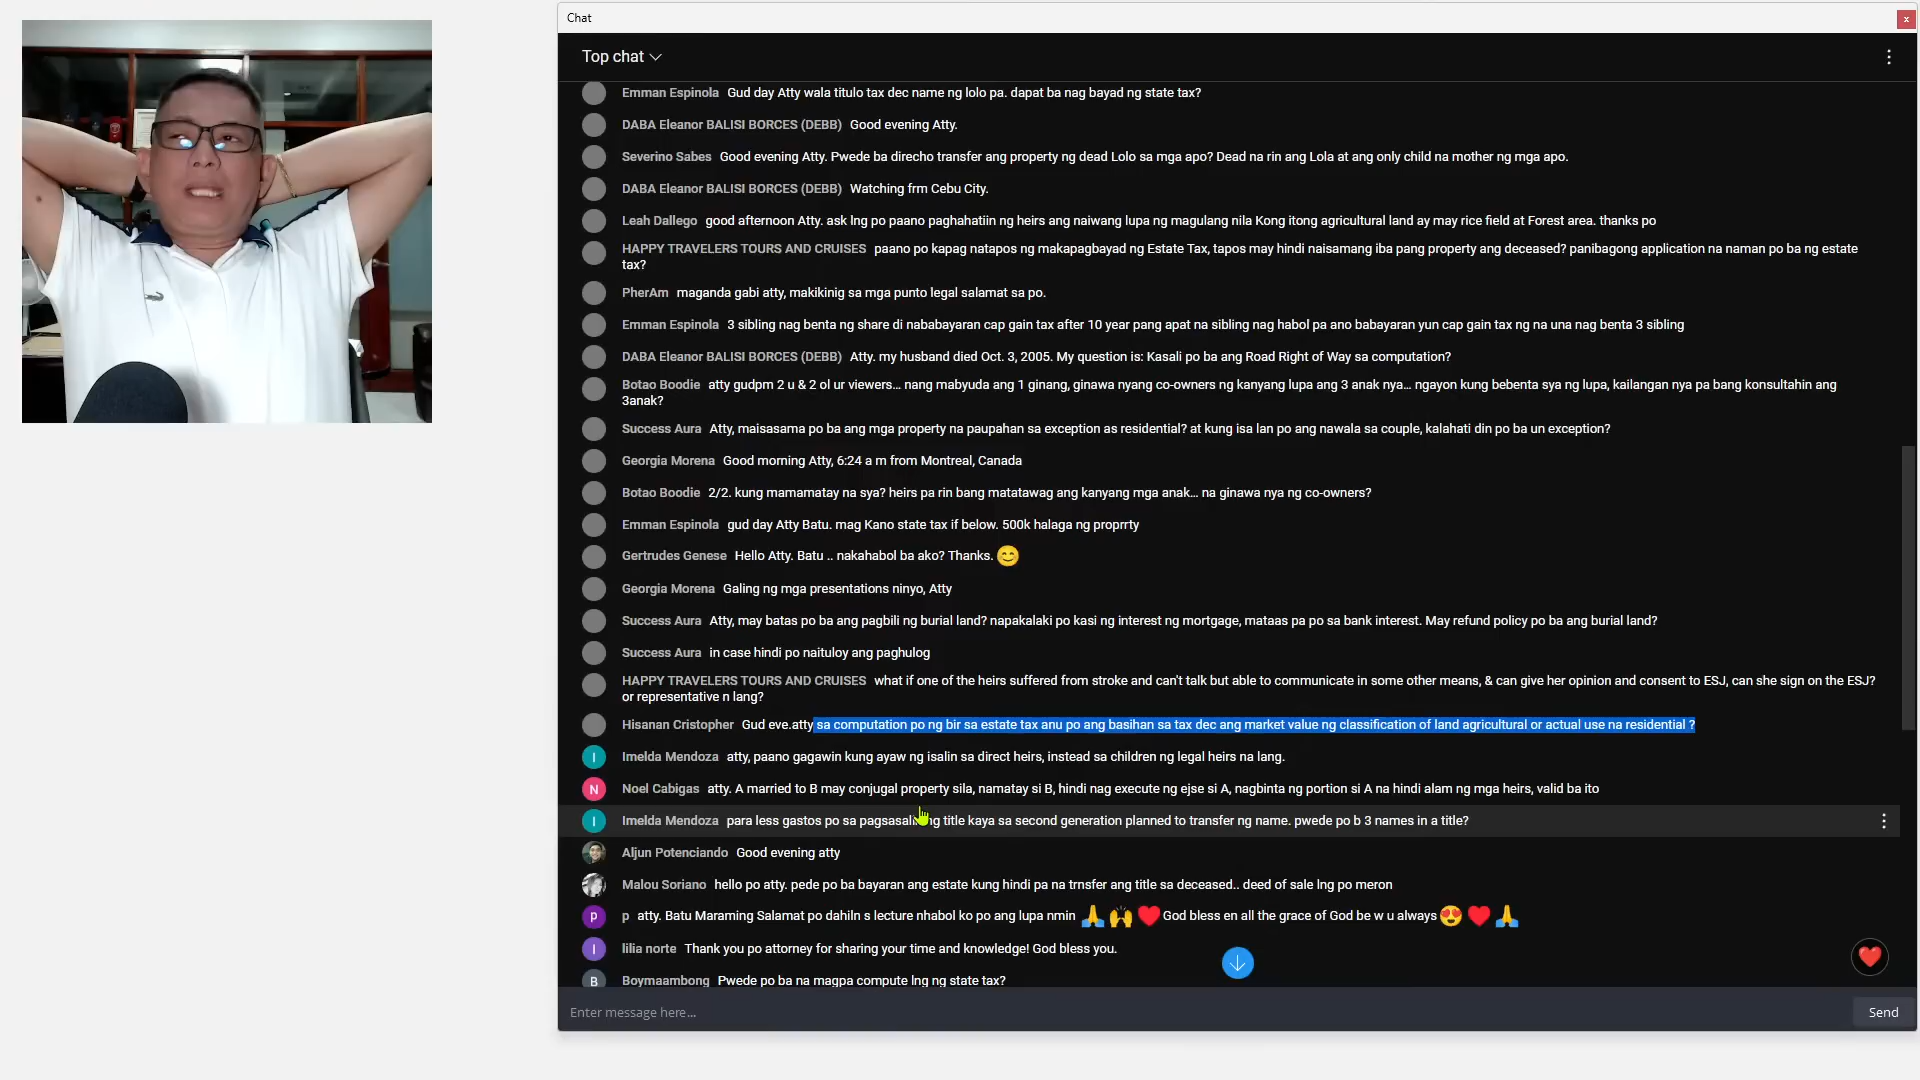 Chat
x
Top chat
Emman Espinola Gud day Atty wala titulo tax dec name ng lolo pa. dapat ba nag bayad ng state tax?
DABA Eleanor BALISI BORCES (DEBB) Good evening Atty.
Severino Sabes Good evening Atty. Pwede ba direcho transfer ang property ng dead Lolo sa mga apo? Dead na rin ang Lola at ang only child na mother ng mga apo.
DABA Eleanor BALISI BORCES (DEBB) Watching frm Cebu City.
Leah Dallego good afternoon Atty. ask lng po paano paghahatiin ng heirs ang naiwang lupa ng magulang nila Kong itong agricultural land ay may rice field at Forest area. thanks po
HAPPY TRAVELERS TOURS AND CRUISES paano po kapag natapos ng makapagbayad ng Estate Tax, tapos may hindi naisamang iba pang property ang deceased? panibagong application na naman po ba ng estate
tax?
PherAm maganda gabi atty, makikinig sa mga punto legal salamat sa po.
Emman Espinola 3 sibling nag benta ng share di nababayaran cap gain tax after 10 year pang apat na sibling nag habol pa ano babayaran yun cap gain tax ng na una nag benta 3 sibling
DABA Eleanor BALISI BORCES (DEBB) Atty. my husband died Oct. 3, 2005. My question is: Kasali po ba ang Road Right of Way sa computation?
Botao Boodie atty gudpm 2 u & 2 ol ur viewers... nang mabyuda ang 1 ginang, ginawa nyang co-owners ng kanyang lupa ang 3 anak nya... ngayon kung bebenta sya ng lupa, kailangan nya pa bang konsultahin ang
3anak?
Success Aura Atty, maisasama po ba ang mga property na paupahan sa exception as residential? at kung isa lan po ang nawala sa couple, kalahati din po ba un exception?
Georgia Morena Good morning Atty, 6:24 a m from Montreal, Canada
Botao Boodie 2/2. kung mamamatay na sya? heirs pa rin bang matatawag ang kanyang mga anak... na ginawa nya ng co-owners?
Emman Espinola gud day Atty Batu. mag Kano state tax if below. 500k halaga ng proprrty
Gertrudes Genese Hello Atty. Batu .. nakahabol ba ako? Thanks. 😊
Georgia Morena Galing ng mga presentations ninyo, Atty
Success Aura Atty, may batas po ba ang pagbili ng burial land? napakalaki po kasi ng interest ng mortgage, mataas pa po sa bank interest. May refund policy po ba ang burial land?
Success Aura in case hindi po naituloy ang paghulog
HAPPY TRAVELERS TOURS AND CRUISES what if one of the heirs suffered from stroke and can't talk but able to communicate in some other means, & can give her opinion and consent to ESJ, can she sign on the ESJ?
or representative n lang?
Hisanan Cristopher Gud eve.atty sa computation po ng bir sa estate tax anu po ang basihan sa tax dec ang market value ng classification of land agricultural or actual use na residential ?
I Imelda Mendoza atty, paano gagawin kung ayaw ng isalin sa direct heirs, instead sa children ng legal heirs na lang.
N Noel Cabigas atty. A married to B may conjugal property sila, namatay si B, hindi nag execute ng ejse si A, nagbinta ng portion si A na hindi alam ng mga heirs, valid ba ito
I Imelda Mendoza para less gastos po sa pagsasalin ng title kaya sa second generation planned to transfer ng name. pwede po b 3 names in a title?
Aljun Potenciando Good evening atty
Malou Soriano hello po atty. pede po ba bayaran ang estate kung hindi pa na trnsfer ang title sa deceased.. deed of sale lng po meron
p p atty. Batu Maraming Salamat po dahiln s lecture nhabol ko po ang lupa nmin 🙏 🙌 ❤️ God bless en all the grace of God be w u always 😍 ❤️ 🙏
l lilia norte Thank you po attorney for sharing your time and knowledge! God bless you.
B Boymaambong Pwede po ba na magpa compute lng ng state tax?
Enter message here...
Send